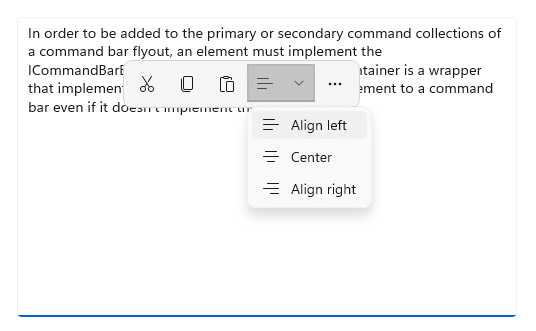 In order to be added to the primary or secondary command collections of
a command bar flyout, an element must implement the
ICommandBarE ntainer is a wrapper
that implement ement to a command
bar even if it doesn't implement
Align left
Center
Align right